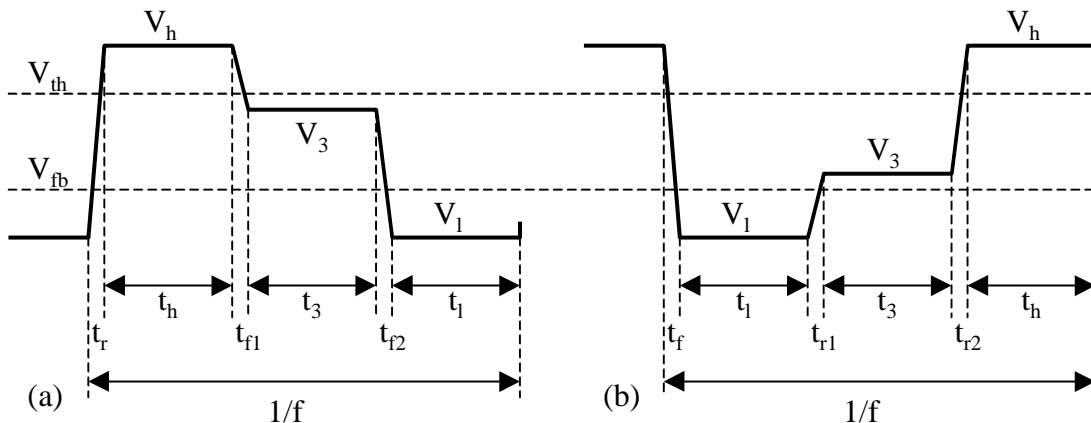 V_h
V_h
V_th
V_3
V_3
V_fb
V_l
V_l
t_h
t_3
t_l
t_l
t_3
t_h
t_r
t_f1
t_f2
t_f
t_r1
t_r2
(a)
1/f
(b)
1/f